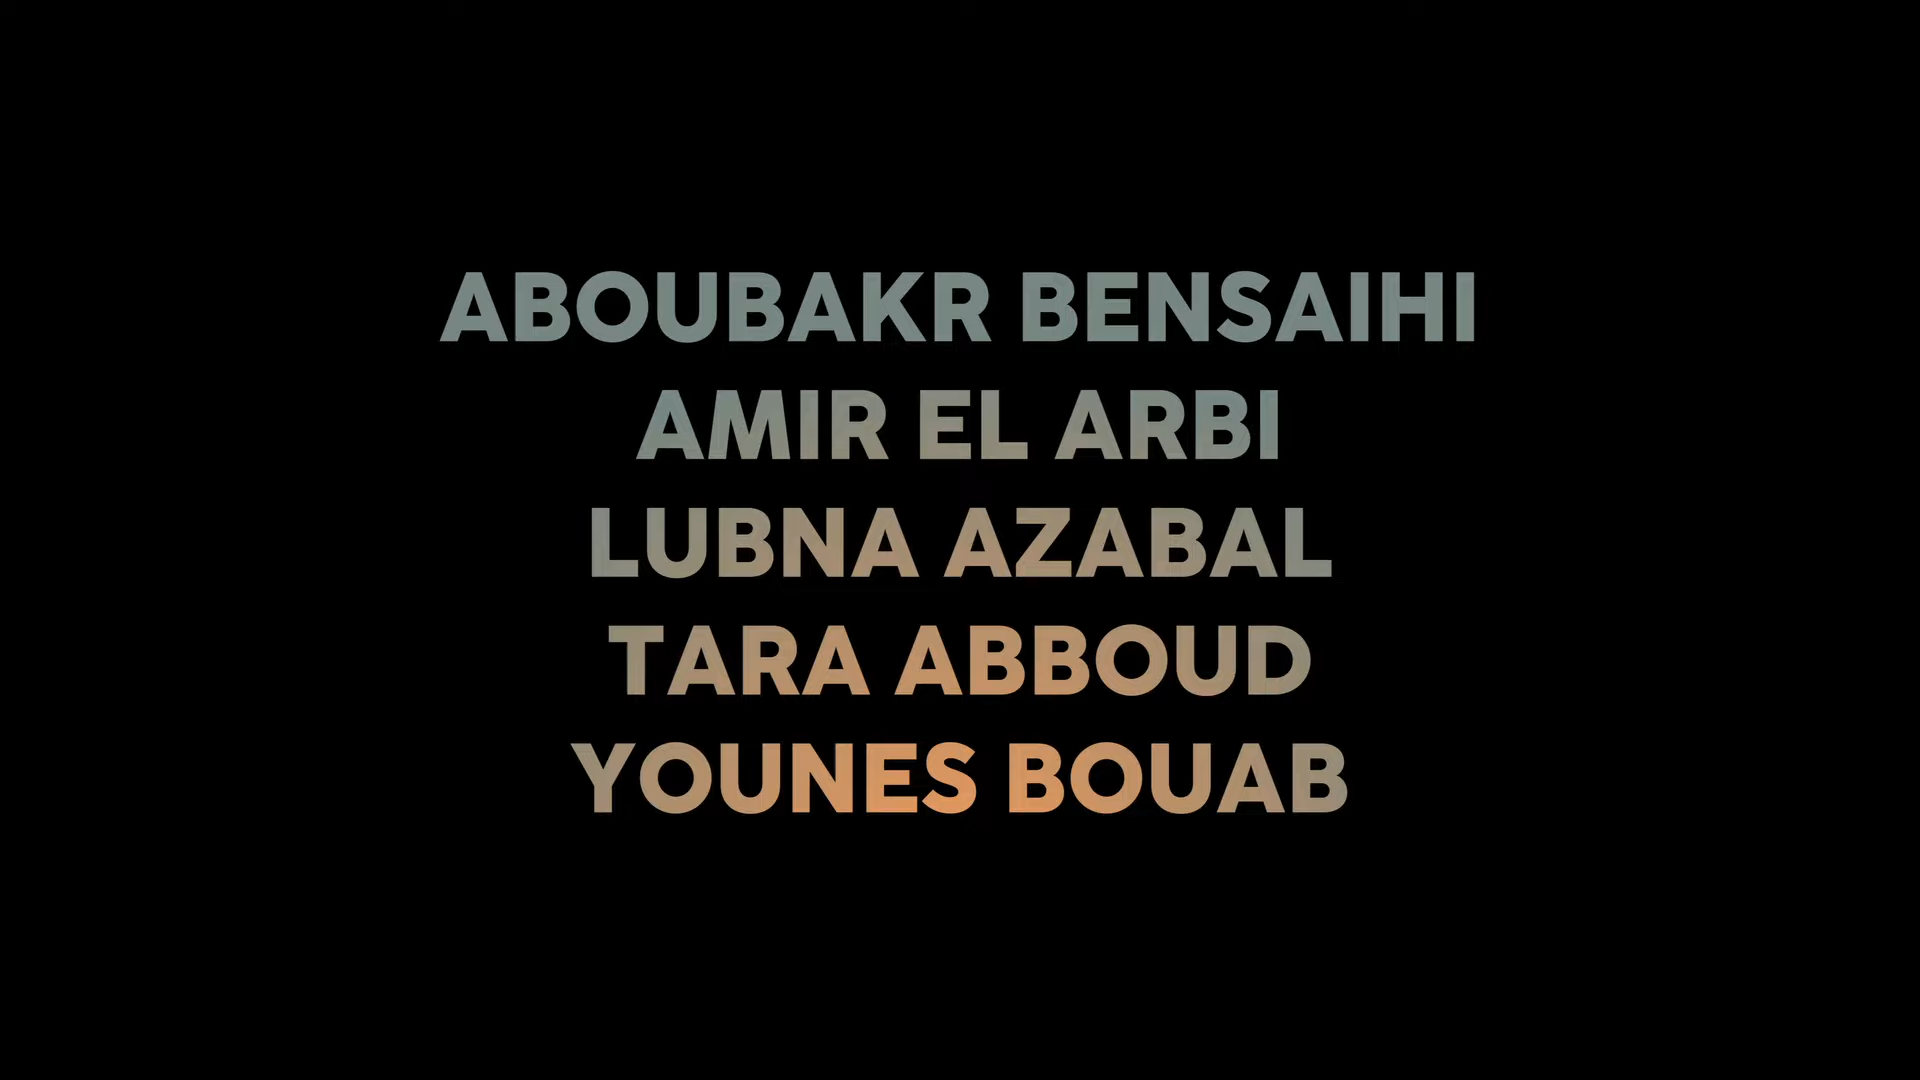 ABOUBAKR BENSAIHI
AMIR EL ARBI
LUBNA AZABAL
TARA ABBOUD
YOUNES BOUAB